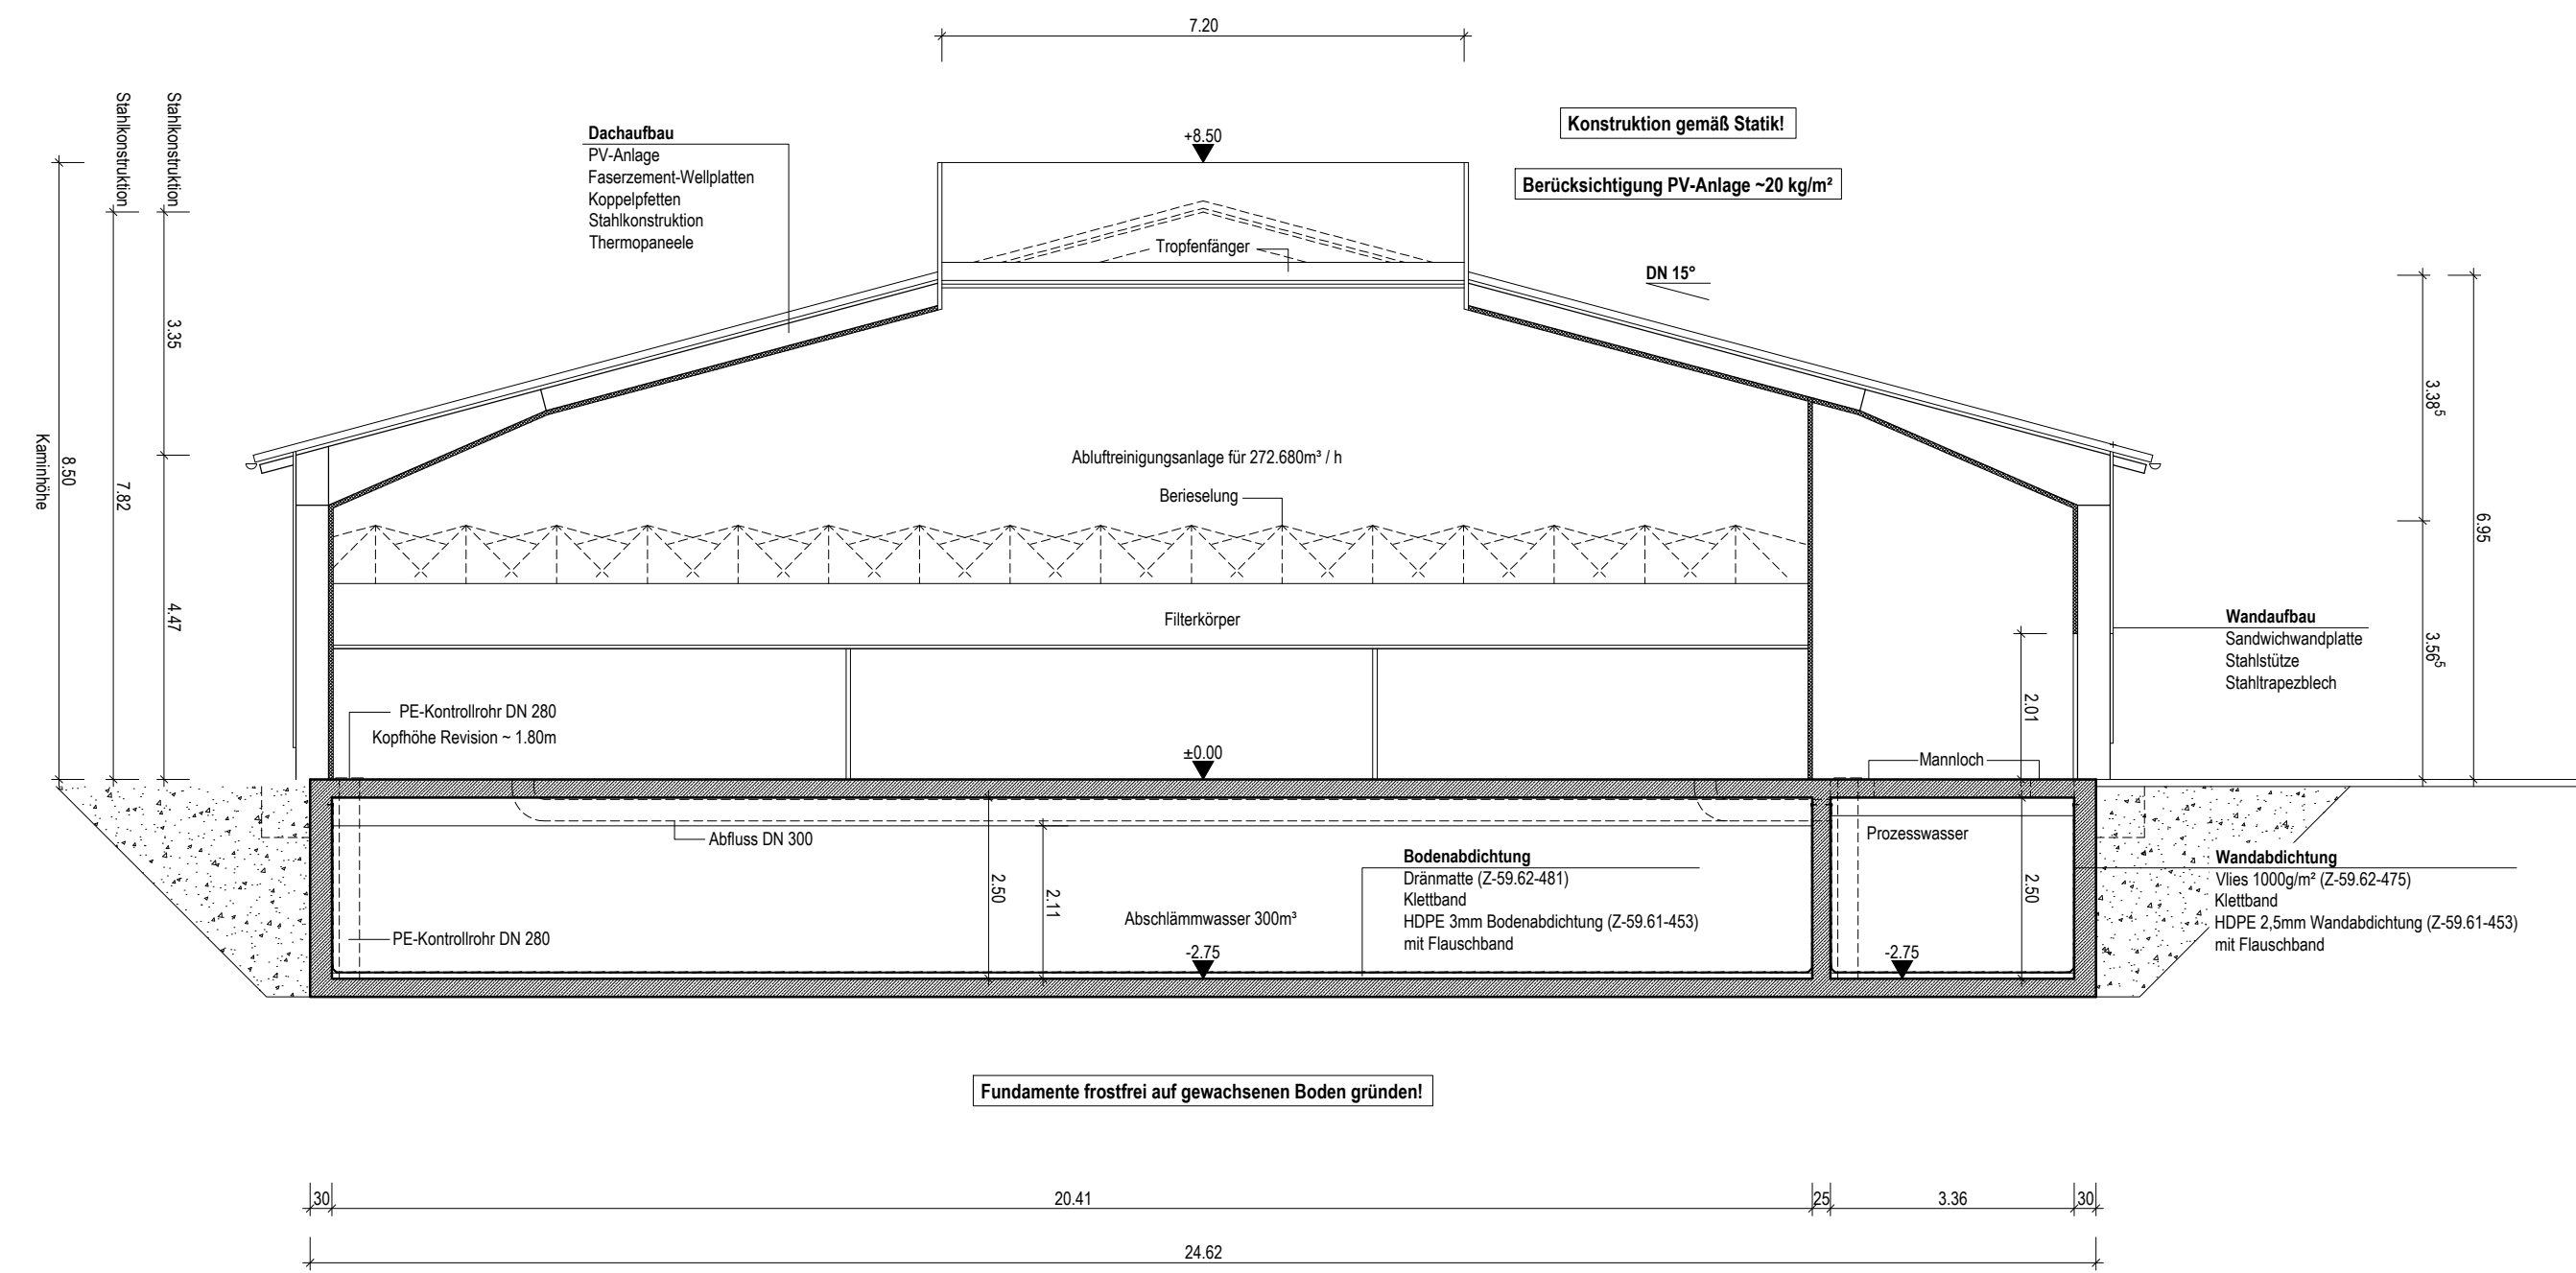 7.20
Stahlkonstruktion
Stahlkonstruktion
Dachaufbau
PV-Anlage
Faserzement-Wellplatten
Koppelpfetten
Stahlkonstruktion
Thermopaneele
+8.50
Konstruktion gemäß Statik!
Berücksichtigung PV-Anlage ~20 kg/m²
Tropfenfänger
DN 15°
3.35
3.38⁵
8.50
Kaminhöhe
7.82
6.95
Abluftreinigungsanlage für 272.680m³ / h
Berieselung
4.47
Filterkörper
Wandaufbau
Sandwichwandplatte
Stahlstütze
Stahltrapezblech
3.56⁵
2.01
PE-Kontrollrohr DN 280
Kopfhöhe Revision ~ 1.80m
±0.00
Mannloch
Abfluss DN 300
Prozesswasser
2.50
2.11
Bodenabdichtung
Dränmatte (Z-59.62-481)
Klettband
HDPE 3mm Bodenabdichtung (Z-59.61-453)
mit Flauschband
2.50
Wandabdichtung
Vlies 1000g/m² (Z-59.62-475)
Klettband
HDPE 2,5mm Wandabdichtung (Z-59.61-453)
mit Flauschband
Abschlämmwasser 300m³
PE-Kontrollrohr DN 280
-2.75
-2.75
Fundamente frostfrei auf gewachsenen Boden gründen!
30
20.41
25
3.36
30
24.62